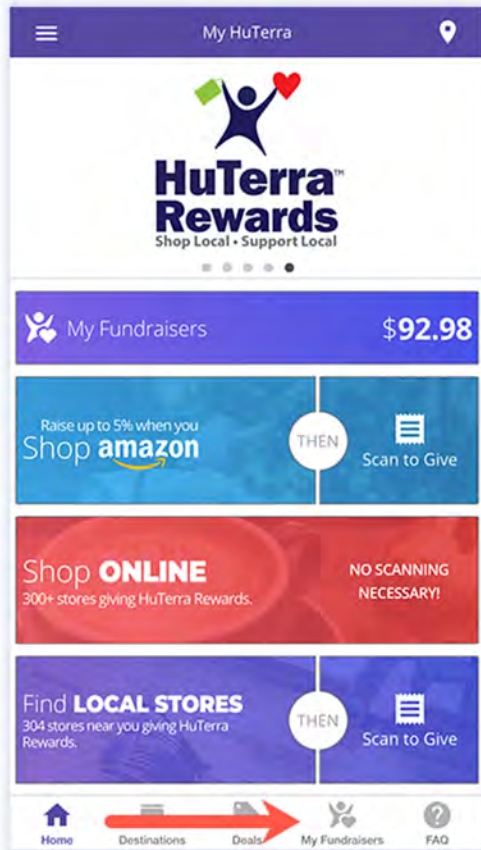 My HuTerra
HuTerra™
Rewards
Shop Local • Support Local
My Fundraisers
$92.98
Raise up to 5% when you
Shop amazon
THEN
Scan to Give
Shop ONLINE
300+ stores giving HuTerra Rewards.
NO SCANNING
NECESSARY!
Find LOCAL STORES
304 stores near you giving HuTerra
Rewards.
THEN
Scan to Give
Home
Destinations
Deals
My Fundraisers
FAQ